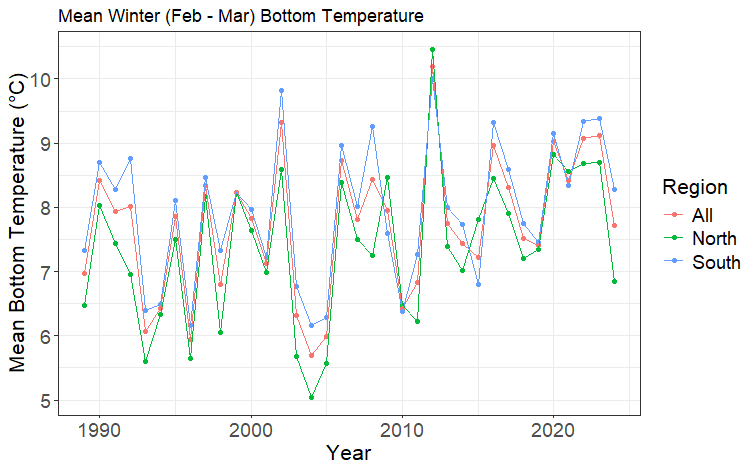 Mean Winter (Feb - Mar) Bottom Temperature
Mean Bottom Temperature (°C)
10
9
8
7
6
5
1990
2000
2010
2020
Year
Region
All
North
South